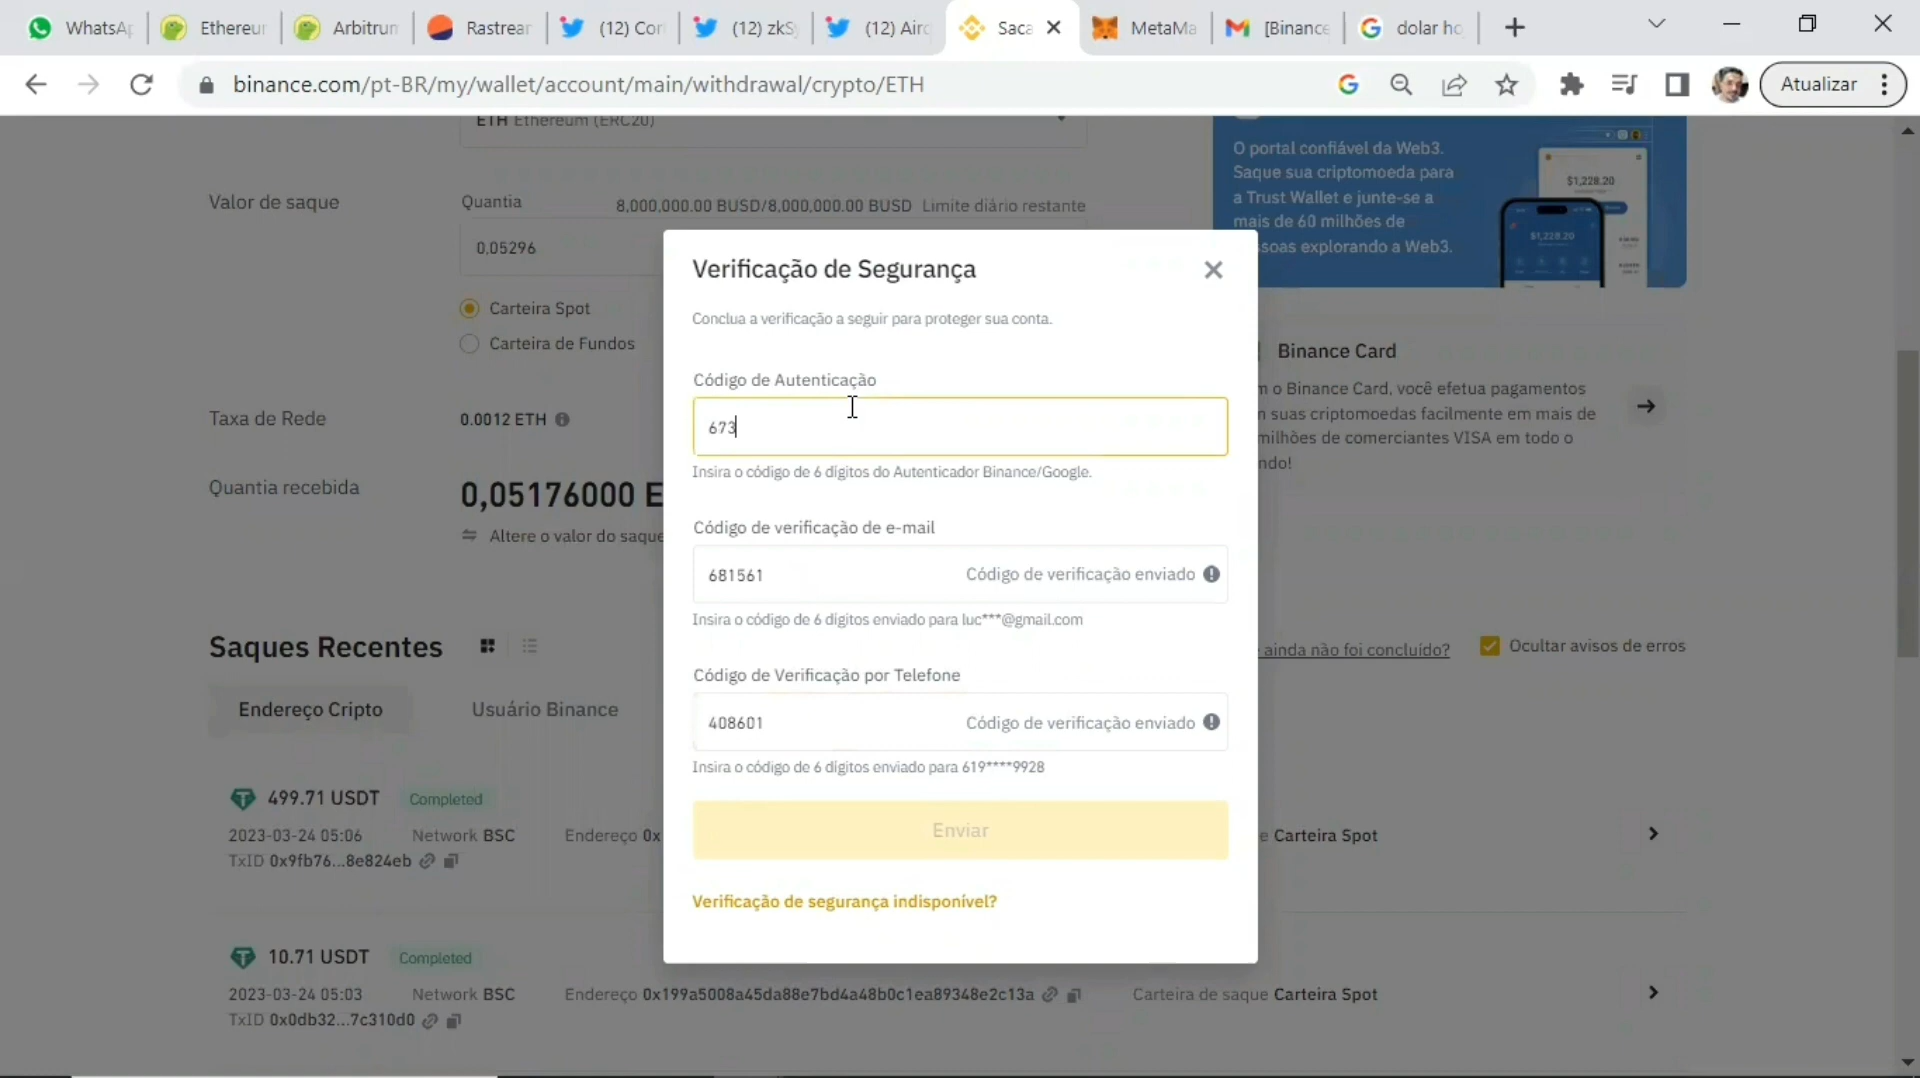 WhatsA
Ethereur
Arbitrun
Rastrear
(12) Cor
(12) zkS
(12) Airc
Saca
MetaMa
[Binance
dolar ho
binance.com/pt-BR/my/wallet/account/main/withdrawal/crypto/ETH
Atualizar
ETH Ethereum (ERC20)
Valor de saque
Quantia
8,000,000.00 BUSD/8,000,000.00 BUSD Limite diário restante
0,05296
Carteira Spot
Carteira de Fundos
Taxa de Rede
0.0012 ETH
Quantia recebida
0,05176000 E
Altere o valor do saque
O portal confiável da Web3.
Saque sua criptomoeda para
a Trust Wallet e junte-se a
mais de 60 milhões de
soas explorando a Web3.
$1,228.20
$1,228.20
Binance Card
o Binance Card, você efetua pagamentos
suas criptomoedas facilmente em mais de
milhões de comerciantes VISA em todo o
ndo!
Verificação de Segurança
Conclua a verificação a seguir para proteger sua conta.
Código de Autenticação
673
Insira o código de 6 dígitos do Autenticador Binance/Google.
Código de verificação de e-mail
681561
Código de verificação enviado
Insira o código de 6 dígitos enviado para luc***@gmail.com
Código de Verificação por Telefone
408601
Código de verificação enviado
Insira o código de 6 dígitos enviado para 619****9928
Enviar
Verificação de segurança indisponível?
Saques Recentes
ainda não foi concluído?
Ocultar avisos de erros
Endereço Cripto
Usuário Binance
499.71 USDT
Completed
2023-03-24 05:06
Network BSC
Endereço 0x
e Carteira Spot
TxID 0x9fb76...8e824eb
10.71 USDT
Completed
2023-03-24 05:03
Network BSC
Endereço 0x199a5008a45da88e7bd4a48b0c1ea89348e2c13a
Carteira de saque Carteira Spot
TxID 0x0db32...7c310d0